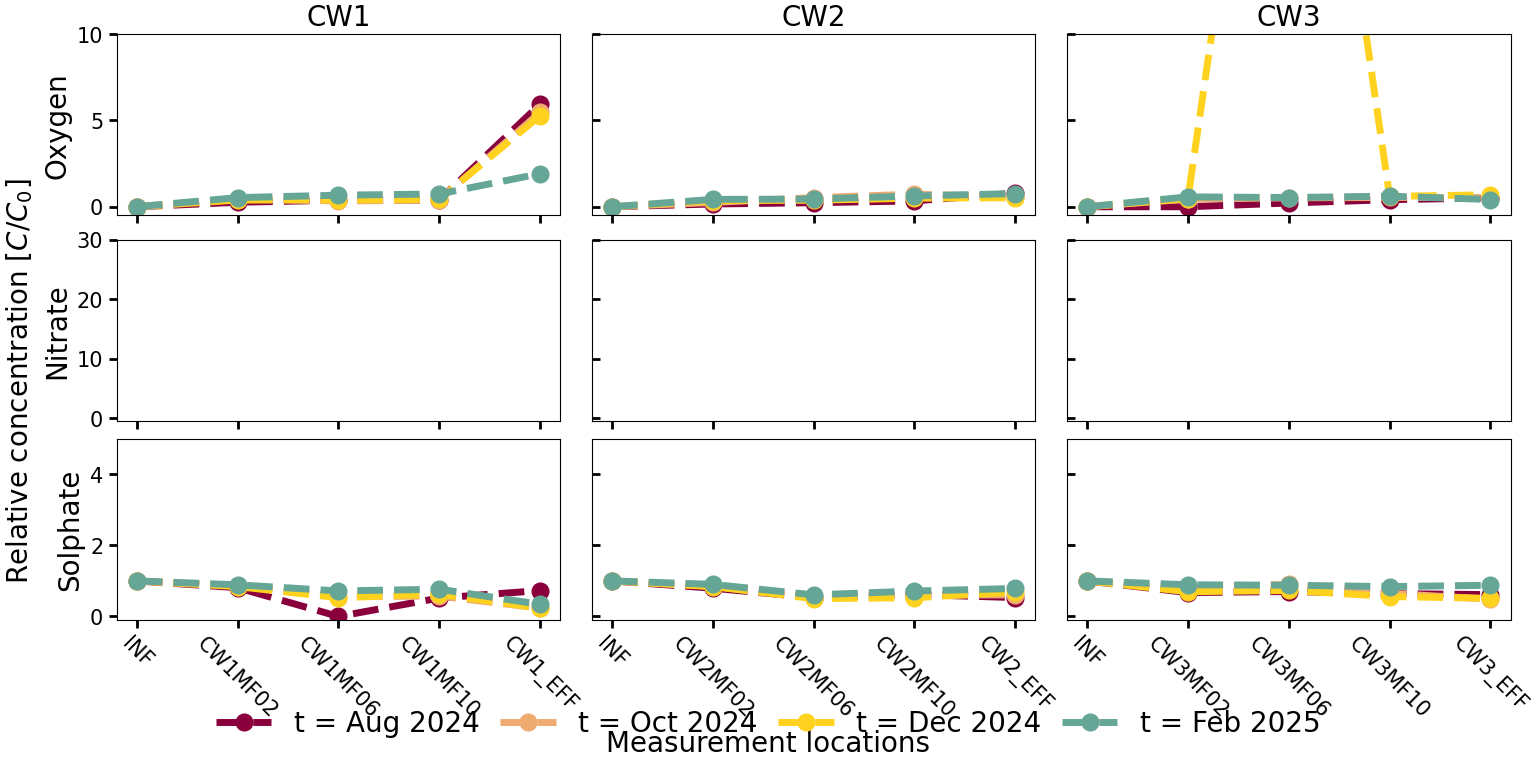 CW1 CW2 CW3
Relative concentration [C/C₀]
Oxygen
10
5
0
Nitrate
30
20
10
0
Solphate
4
2
0
INF CW1MF02 CW1MF06 CW1MF10 CW1_EFF
INF CW2MF02 CW2MF06 CW2MF10 CW2_EFF
INF CW3MF02 CW3MF06 CW3MF10 CW3_EFF
t = Aug 2024 t = Oct 2024 t = Dec 2024 t = Feb 2025
Measurement locations